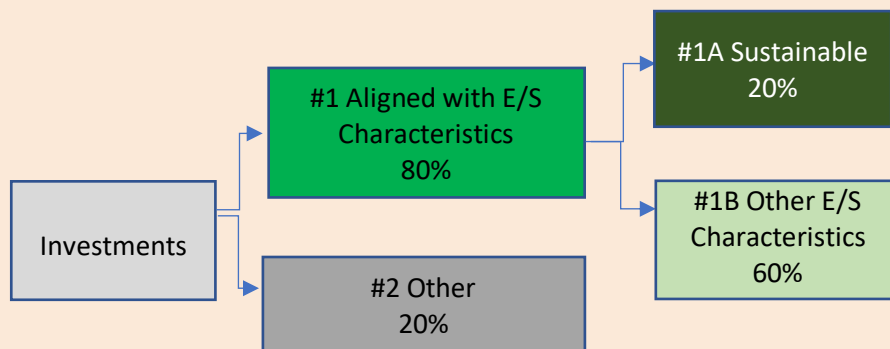 Investments
#1 Aligned with E/S
Characteristics
80%
#2 Other
20%
#1A Sustainable
20%
#1B Other E/S
Characteristics
60%